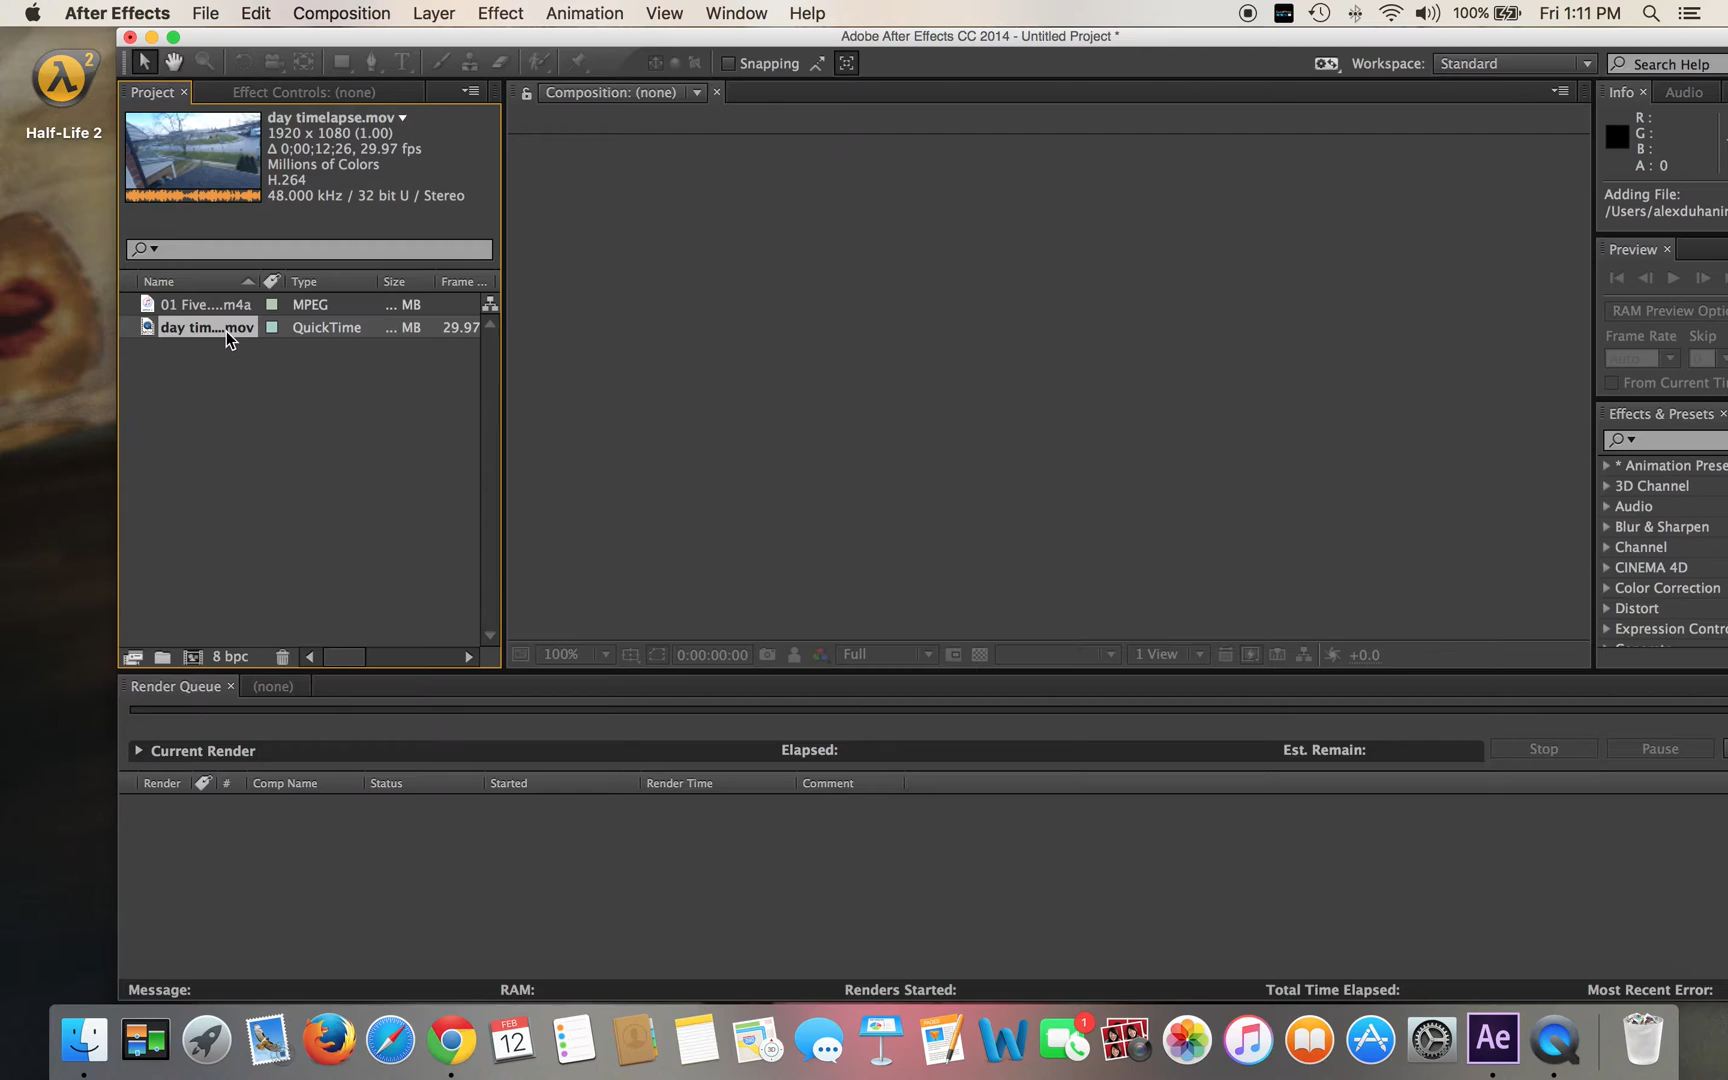 After Effects File Edit Composition Layer Effect Animation View Window Help 100% Fri 1:11 PM
Adobe After Effects CC 2014 - Untitled Project *
Snapping Workspace: Standard Search Help
2
Half-Life 2
Project × Effect Controls: (none) Composition: (none) × Info × Audio
day timelapse.mov
1920 x 1080 (1.00)
Δ 0;00;12;26, 29.97 fps
Millions of Colors
H.264
48.000 kHz / 32 bit U / Stereo
R :
G :
B :
A : 0
Adding File:
/Users/alexduhanin
Preview ×
RAM Preview Optio
Frame Rate Skip
Auto 0
From Current Ti
Name Type Size Frame ...
01 Five....m4a MPEG ... MB
day tim....mov QuickTime ... MB 29.97
Effects & Presets ×
* Animation Prese
3D Channel
Audio
Blur & Sharpen
Channel
CINEMA 4D
Color Correction
Distort
Expression Contro
8 bpc 100% 0:00:00:00 Full 1 View +0.0
Render Queue × (none)
Current Render Elapsed: Est. Remain: Stop Pause
Render # Comp Name Status Started Render Time Comment
Message: RAM: Renders Started: Total Time Elapsed: Most Recent Error:
FEB
12
1
Ae